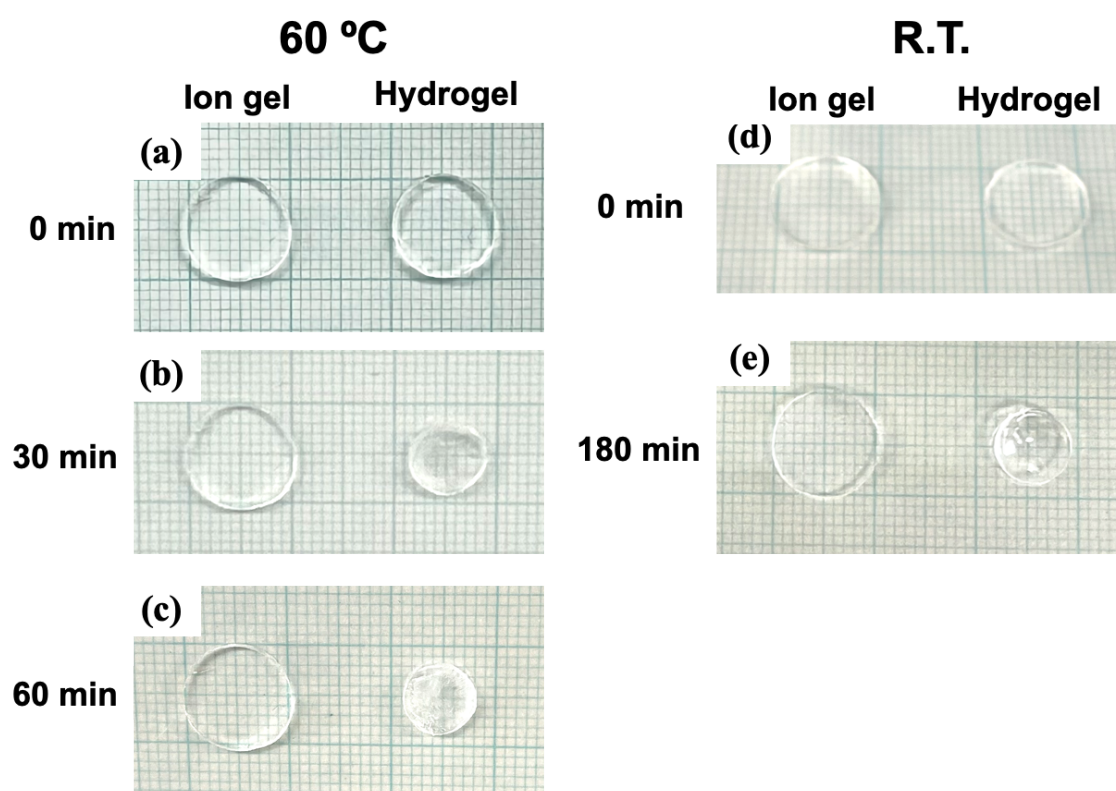 60 ºC
R.T.
Ion gel
Hydrogel
Ion gel
Hydrogel
(a)
(d)
0 min
0 min
(b)
(e)
30 min
180 min
(c)
60 min